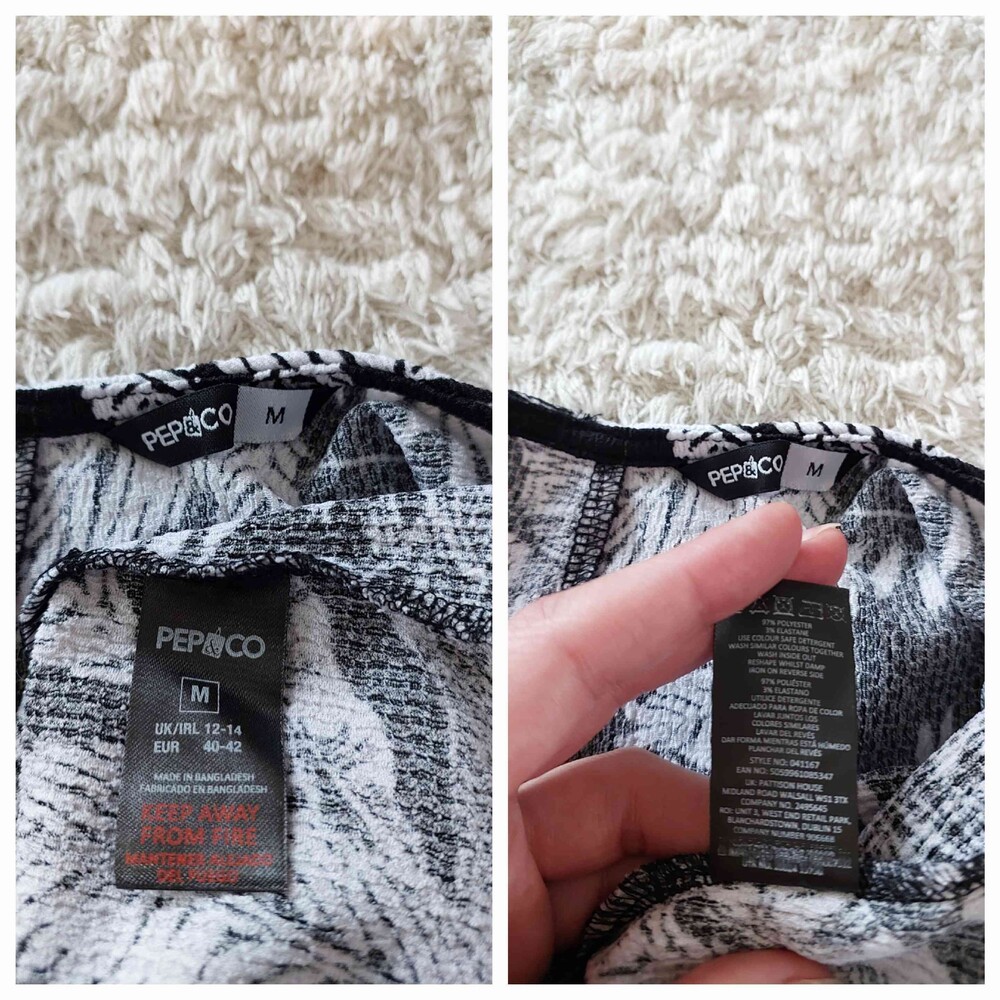 PEP&CO
M
PEP&CO
M
UK/IRL 12-14
EUR 40-42
MADE IN BANGLADESH
FABRICADO EN BANGLADESH
KEEP AWAY
FROM FIRE
MANTENER ALEJADO
DEL FUEGO
PEP&CO
M
97% POLYESTER
3% ELASTANE
USE COLOUR SAFE DETERGENT
WASH SIMILAR COLOURS TOGETHER
WASH INSIDE OUT
RESHAPE WHILST DAMP
IRON ON REVERSE SIDE
97% POLIÉSTER
3% ELASTANO
UTILICE DETERGENTE
ADECUADO PARA ROPA DE COLOR
LAVAR JUNTOS LOS
COLORES SIMILARES
LAVAR DEL REVÉS
DAR FORMA MIENTRAS ESTÁ HÚMEDO
PLANCHAR DEL REVÉS
STYLE NO: 041167
EAN NO: 5059961085347
UK: PATTISON HOUSE
MIDLAND ROAD WALSALL WS1 3TX
COMPANY NO. 2495645
ROI: UNIT 3, WEST END RETAIL PARK,
BLANCHARDSTOWN, DUBLIN 15
COMPANY NUMBER 906668